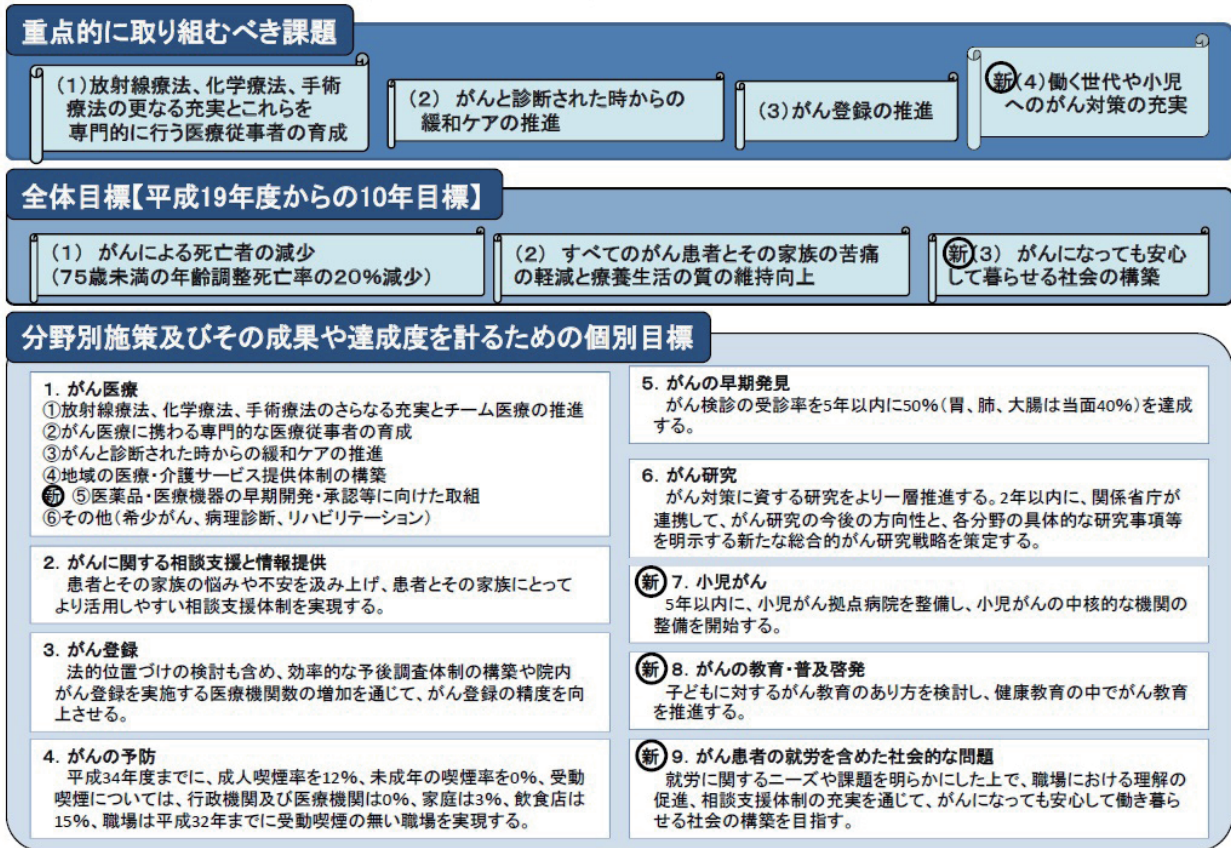 重点的に取り組むべき課題
(1)放射線療法、化学療法、手術
療法の更なる充実とこれらを
専門的に行う医療従事者の育成
(2) がんと診断された時からの
緩和ケアの推進
(3)がん登録の推進
新(4)働く世代や小児
へのがん対策の充実
全体目標【平成19年度からの10年目標】
(1) がんによる死亡者の減少
(75歳未満の年齢調整死亡率の20%減少)
(2) すべてのがん患者とその家族の苦痛
の軽減と療養生活の質の維持向上
新(3) がんになっても安心
して暮らせる社会の構築
分野別施策及びその成果や達成度を計るための個別目標
1. がん医療
①放射線療法、化学療法、手術療法のさらなる充実とチーム医療の推進
②がん医療に携わる専門的な医療従事者の育成
③がんと診断された時からの緩和ケアの推進
④地域の医療・介護サービス提供体制の構築
新 ⑤医薬品・医療機器の早期開発・承認等に向けた取組
⑥その他(希少がん、病理診断、リハビリテーション)
2. がんに関する相談支援と情報提供
患者とその家族の悩みや不安を汲み上げ、患者とその家族にとって
より活用しやすい相談支援体制を実現する。
3. がん登録
法的位置づけの検討も含め、効率的な予後調査体制の構築や院内
がん登録を実施する医療機関数の増加を通じて、がん登録の精度を向
上させる。
4. がんの予防
平成34年度までに、成人喫煙率を12%、未成年の喫煙率を0%、受動
喫煙については、行政機関及び医療機関は0%、家庭は3%、飲食店は
15%、職場は平成32年までに受動喫煙の無い職場を実現する。
5. がんの早期発見
がん検診の受診率を5年以内に50%(胃、肺、大腸は当面40%)を達成
する。
6. がん研究
がん対策に資する研究をより一層推進する。2年以内に、関係省庁が
連携して、がん研究の今後の方向性と、各分野の具体的な研究事項等
を明示する新たな総合的がん研究戦略を策定する。
新 7. 小児がん
5年以内に、小児がん拠点病院を整備し、小児がんの中核的な機関の
整備を開始する。
新 8. がんの教育・普及啓発
子どもに対するがん教育のあり方を検討し、健康教育の中でがん教育
を推進する。
新 9. がん患者の就労を含めた社会的な問題
就労に関するニーズや課題を明らかにした上で、職場における理解の
促進、相談支援体制の充実を通じて、がんになっても安心して働き暮ら
せる社会の構築を目指す。